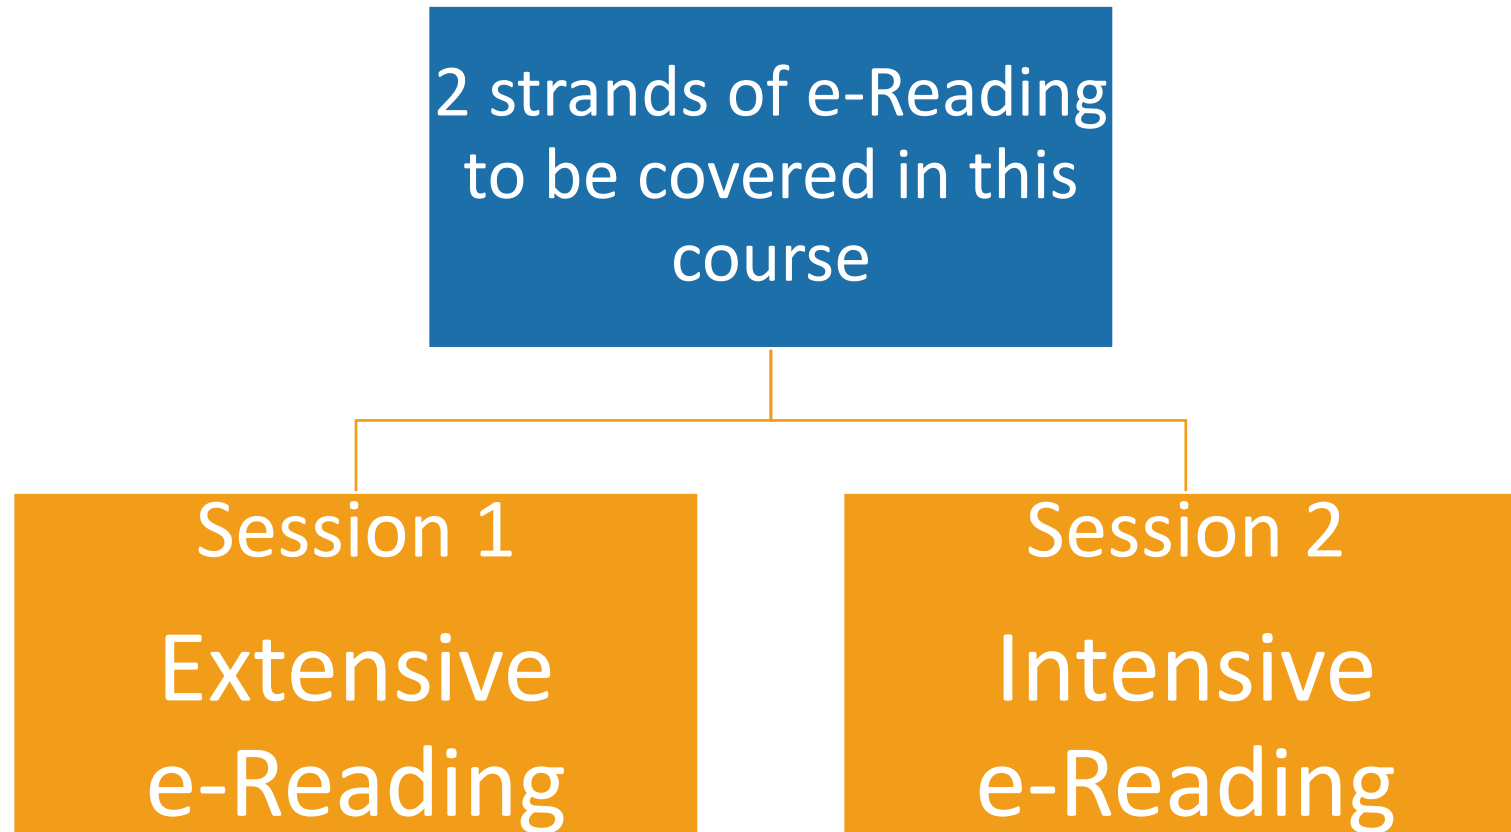 2 strands of e-Reading
to be covered in this
course
Session 1
Extensive
e-Reading
Session 2
Intensive
e-Reading